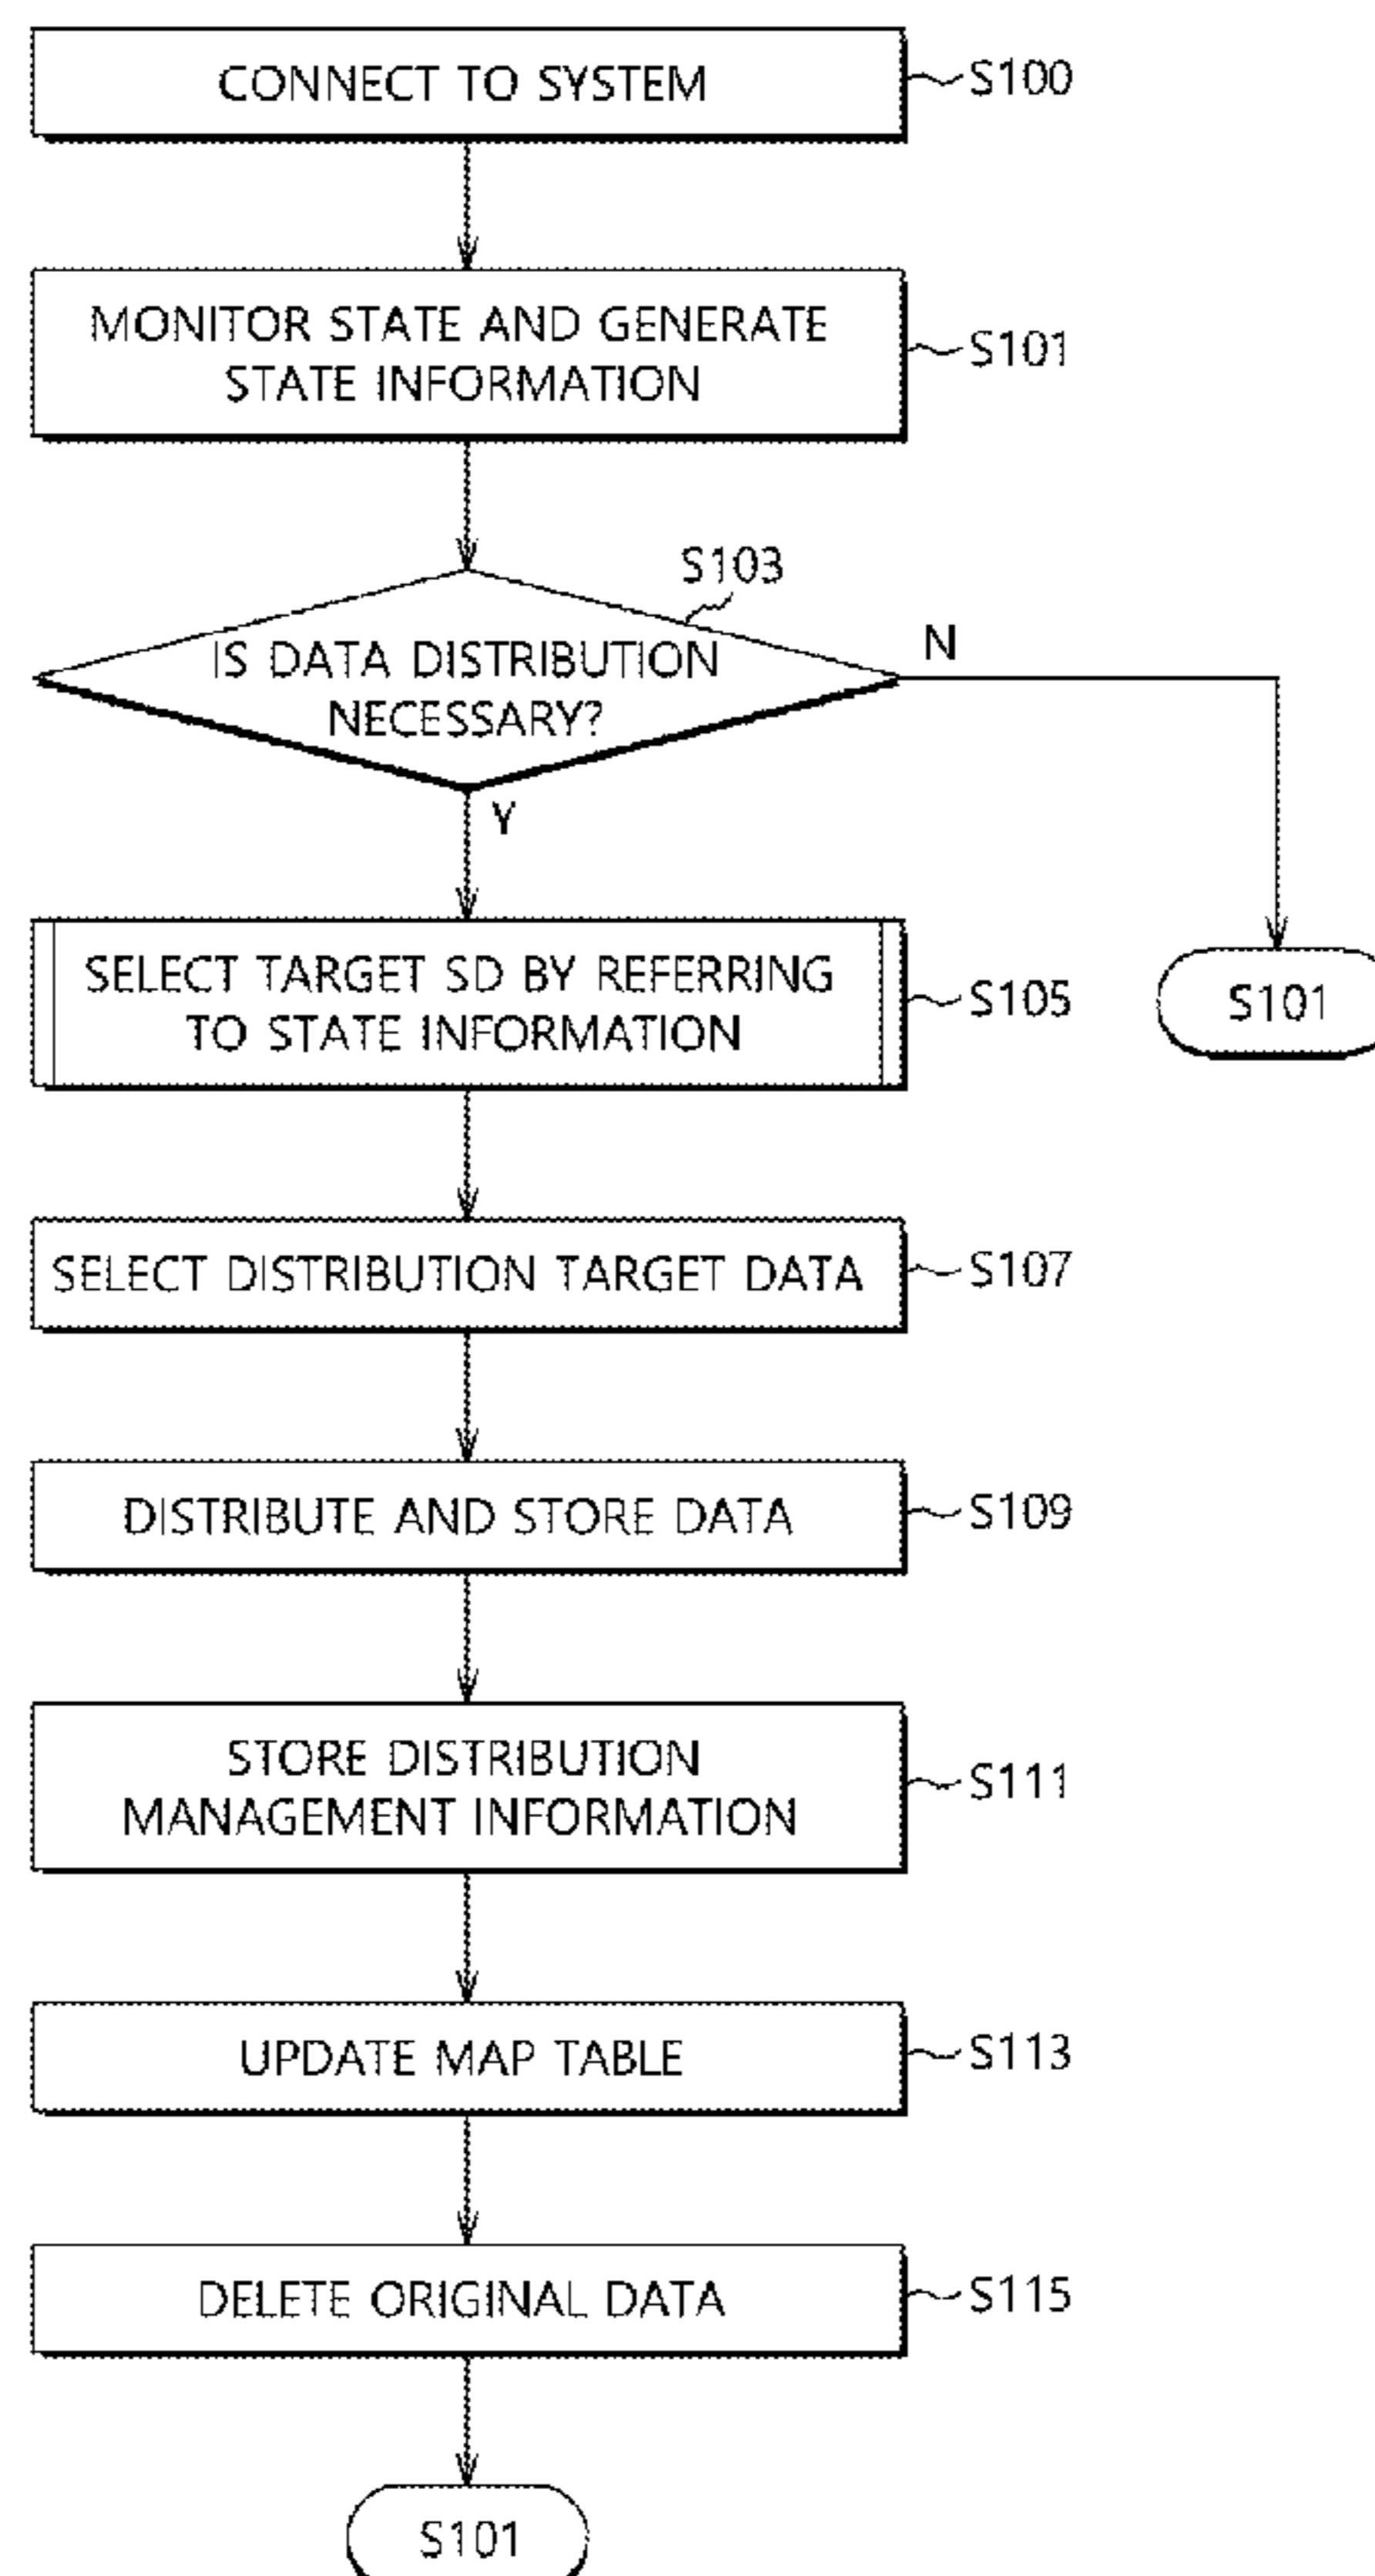 CONNECT TO SYSTEM
S100
MONITOR STATE AND GENERATE
STATE INFORMATION
S101
S103
IS DATA DISTRIBUTION
NECESSARY?
N
Y
SELECT TARGET SD BY REFERRING
TO STATE INFORMATION
S105
S101
SELECT DISTRIBUTION TARGET DATA
S107
DISTRIBUTE AND STORE DATA
S109
STORE DISTRIBUTION
MANAGEMENT INFORMATION
S111
UPDATE MAP TABLE
S113
DELETE ORIGINAL DATA
S115
S101